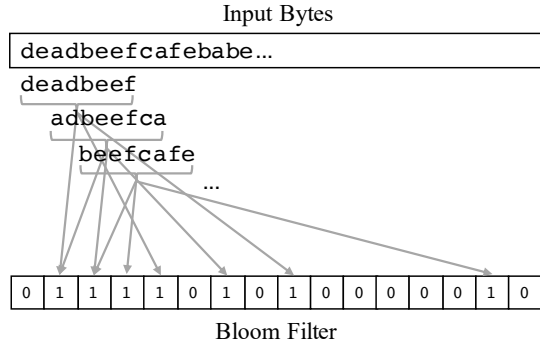 Input Bytes
deadbeefcafebabe...
deadbeef
adbeefca
beefcafe
...
0 1 1 1 1 0 1 0 1 0 0 0 0 0 1 0
Bloom Filter